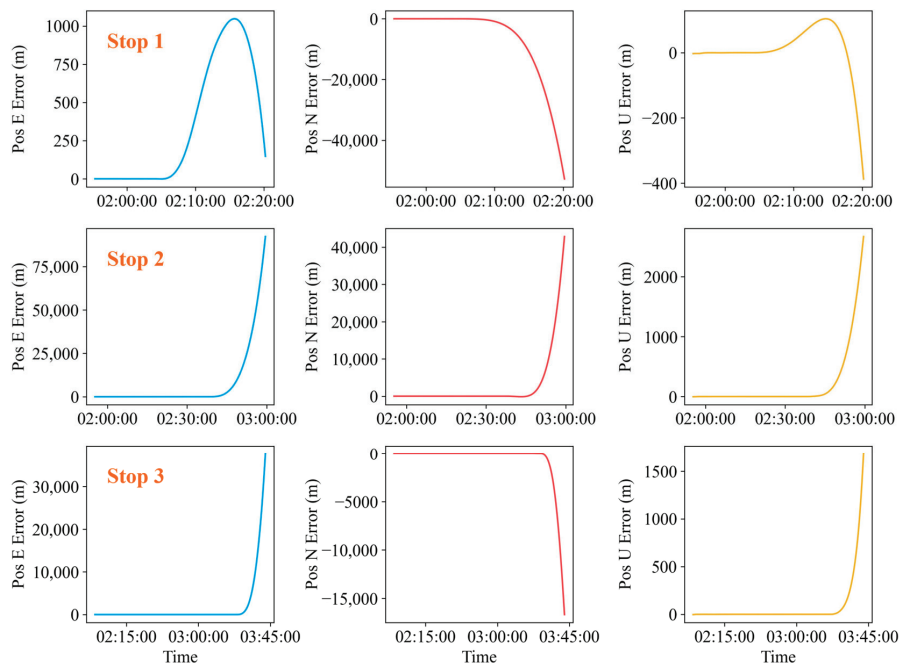 Stop 1
Pos E Error (m)
1000
750
500
250
0
02:00:00 02:10:00 02:20:00
Pos N Error (m)
0
−20,000
−40,000
02:00:00 02:10:00 02:20:00
Pos U Error (m)
0
−200
−400
02:00:00 02:10:00 02:20:00
Stop 2
Pos E Error (m)
75,000
50,000
25,000
0
02:00:00 02:30:00 03:00:00
Pos N Error (m)
40,000
30,000
20,000
10,000
0
02:00:00 02:30:00 03:00:00
Pos U Error (m)
2000
1000
0
02:00:00 02:30:00 03:00:00
Stop 3
Pos E Error (m)
30,000
20,000
10,000
0
02:15:00 03:00:00 03:45:00
Time
Pos N Error (m)
0
−5000
−10,000
−15,000
02:15:00 03:00:00 03:45:00
Time
Pos U Error (m)
1500
1000
500
0
02:15:00 03:00:00 03:45:00
Time